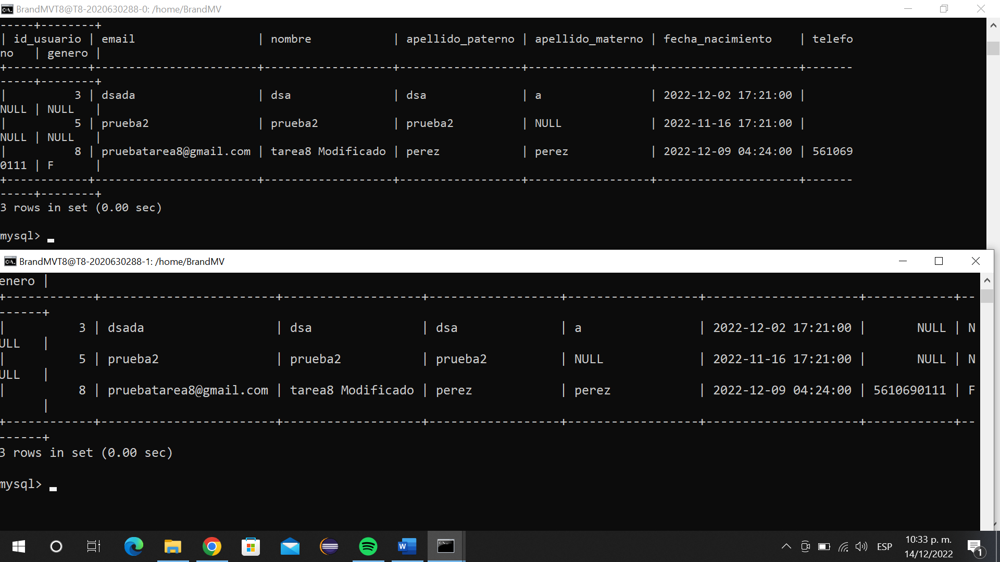 BrandMVT8@T8-2020630288-0: /home/BrandMV
-----+--------+
| id_usuario | email                 | nombre            | apellido_paterno | apellido_materno | fecha_nacimiento    | telefo
no   | genero |
+------------+-----------------------+-------------------+------------------+------------------+---------------------+-------
-----+--------+
|          3 | dsada                 | dsa               | dsa              | a                | 2022-12-02 17:21:00 |
NULL | NULL   |
|          5 | prueba2               | prueba2           | prueba2          | NULL             | 2022-11-16 17:21:00 |
NULL | NULL   |
|          8 | pruebatarea8@gmail.com | tarea8 Modificado | perez            | perez            | 2022-12-09 04:24:00 | 561069
0111 | F      |
+------------+-----------------------+-------------------+------------------+------------------+---------------------+-------
-----+--------+
3 rows in set (0.00 sec)
mysql>
BrandMVT8@T8-2020630288-1: /home/BrandMV
enero |
+------------+------------------------+-------------------+------------------+------------------+---------------------+------------+--
------+
|          3 | dsada                  | dsa               | dsa              | a                | 2022-12-02 17:21:00 |       NULL | N
ULL   |
|          5 | prueba2                | prueba2           | prueba2          | NULL             | 2022-11-16 17:21:00 |       NULL | N
ULL   |
|          8 | pruebatarea8@gmail.com | tarea8 Modificado | perez            | perez            | 2022-12-09 04:24:00 | 5610690111 | F
      |
+------------+------------------------+-------------------+------------------+------------------+---------------------+------------+--
------+
3 rows in set (0.00 sec)
mysql>
W
ESP
10:33 p. m.
14/12/2022
1